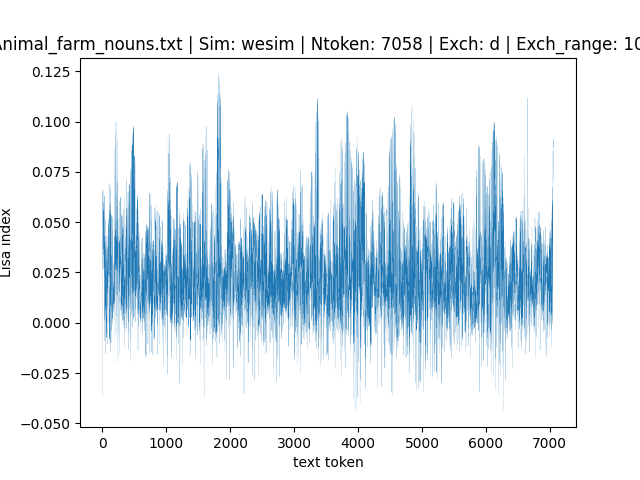 Animal_farm_nouns.txt | Sim: wesim | Ntoken: 7058 | Exch: d | Exch_range: 10
0.125
0.100
0.075
0.050
0.025
0.000
−0.025
−0.050
Lisa index
0 1000 2000 3000 4000 5000 6000 7000
text token